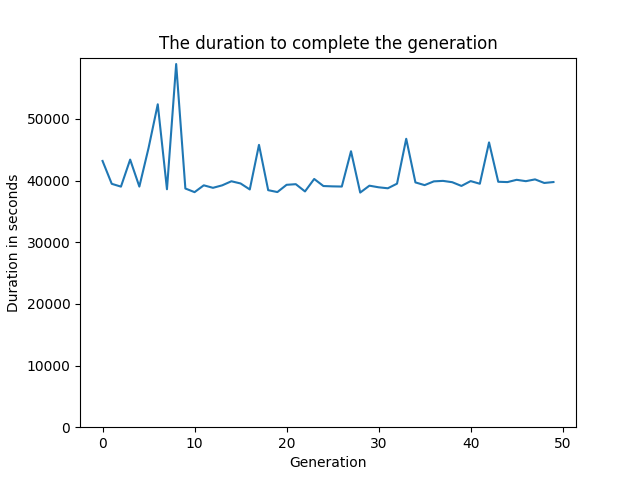 The duration to complete the generation
Duration in seconds
50000
40000
30000
20000
10000
0
0 10 20 30 40 50
Generation